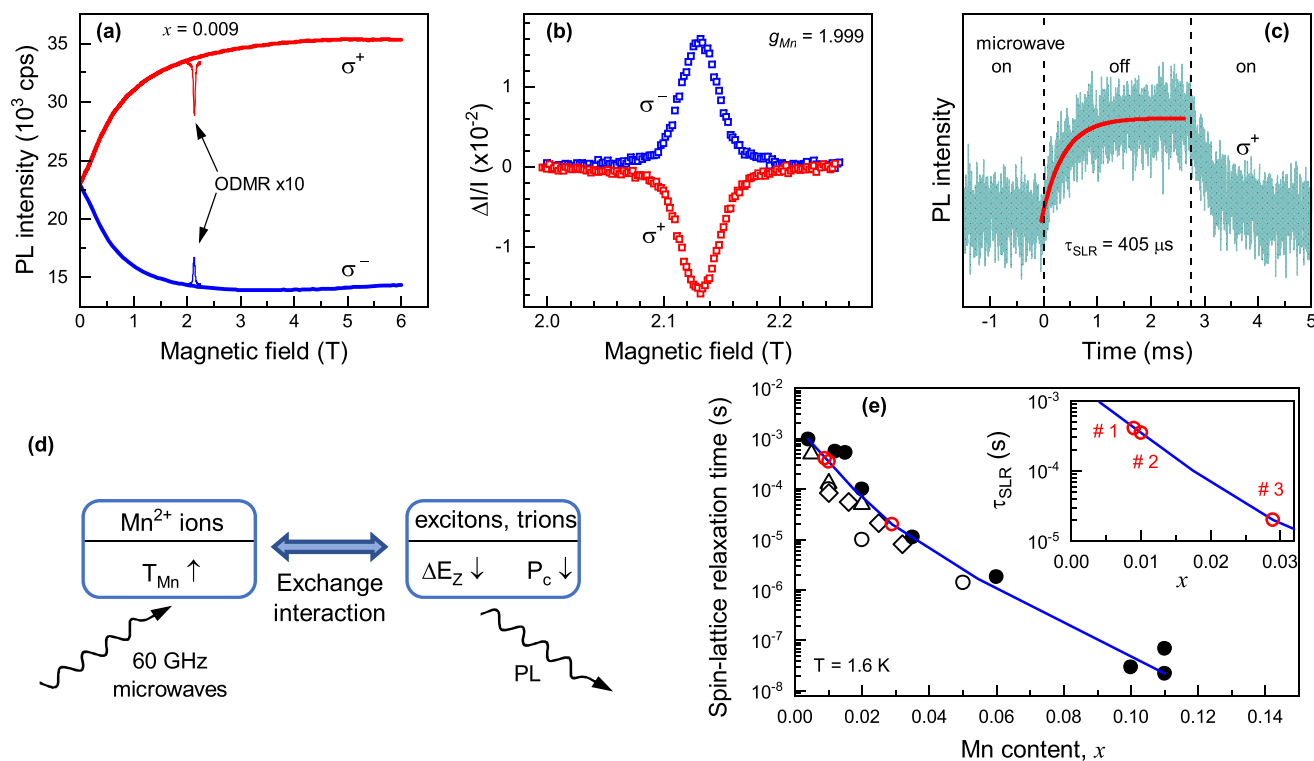 (a)
x = 0.009
σ+
ODMR x10
σ−
PL intensity (10³ cps)
35
30
25
20
15
0 1 2 3 4 5 6
Magnetic field (T)
(b)
gMn = 1.999
σ−
σ+
ΔI/I (x10-2)
1
0
-1
2.0 2.1 2.2
Magnetic field (T)
(c)
microwave
on off on
σ+
τSLR = 405 μs
PL intensity
-1 0 1 2 3 4 5
Time (ms)
(d)
Mn2+ ions
TMn ↑
Exchange
interaction
excitons, trions
ΔEZ ↓ Pc ↓
60 GHz
microwaves
PL
(e)
Spin-lattice relaxation time (s)
10-2
10-3
10-4
10-5
10-6
10-7
10-8
T = 1.6 K
0.00 0.02 0.04 0.06 0.08 0.10 0.12 0.14
Mn content, x
τSLR (s)
10-3
10-4
10-5
# 1
# 2
# 3
0.00 0.01 0.02 0.03
x